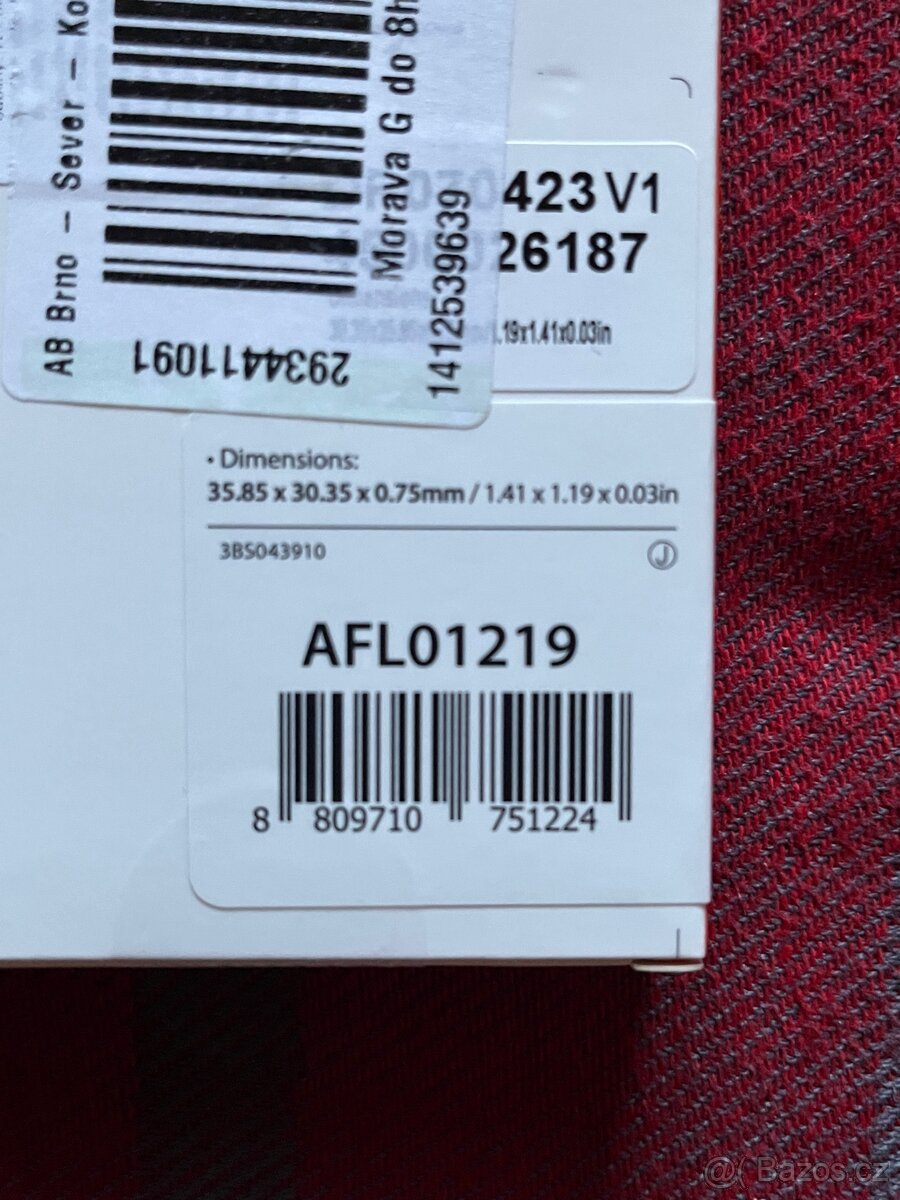 AB Brno – Sever – Ko
2934411091
Morava G do 8h
1412539639
423 V1
26187
.19x1.41x0.03in
• Dimensions:
35.85 x 30.35 x 0.75mm / 1.41 x 1.19 x 0.03in
3BS043910
J
AFL01219
8 809710 751224
@( Bazos.cz